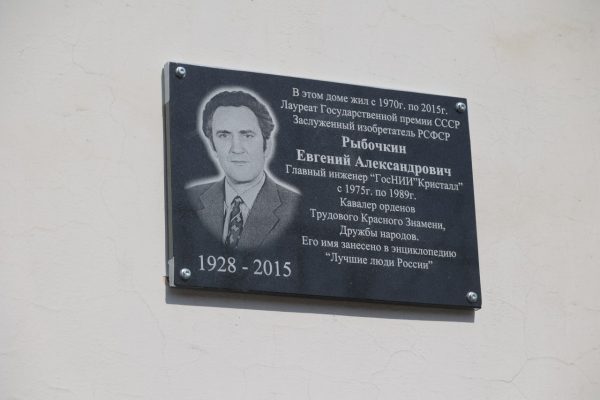 В этом доме жил с 1970г. по 2015г.
Лауреат Государственной премии СССР
Заслуженный изобретатель РСФСР
Рыбочкин
Евгений Александрович
Главный инженер "ГосНИИ"Кристалл"
с 1975г. по 1989г.
Кавалер орденов
Трудового Красного Знамени,
Дружбы народов.
Его имя занесено в энциклопедию
"Лучшие люди России"
1928 - 2015